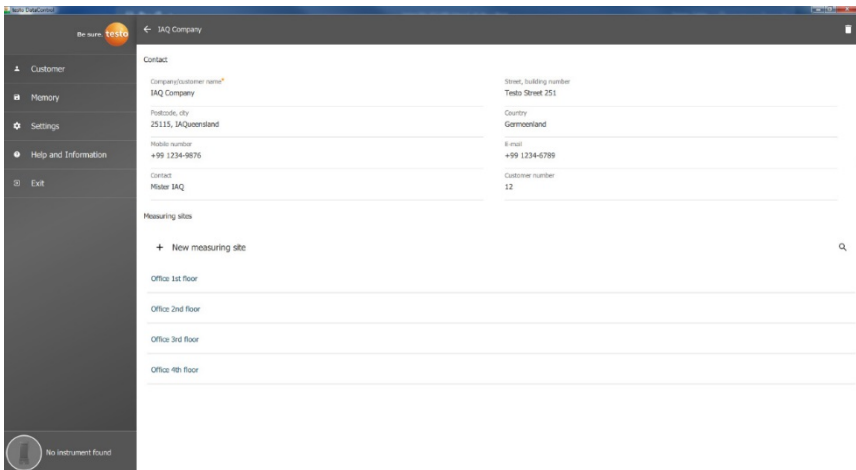 testo DataControl
Be sure. testo
← IAQ Company
Customer
Memory
Settings
Help and Information
Exit
Contact
Company/customer name*
IAQ Company
Street, building number
Testo Street 251
Postcode, city
25115, IAQueensland
Country
Germeenland
Mobile number
+99 1234-9876
E-mail
+99 1234-6789
Contact
Mister IAQ
Customer number
12
Measuring sites
+ New measuring site
Office 1st floor
Office 2nd floor
Office 3rd floor
Office 4th floor
No instrument found